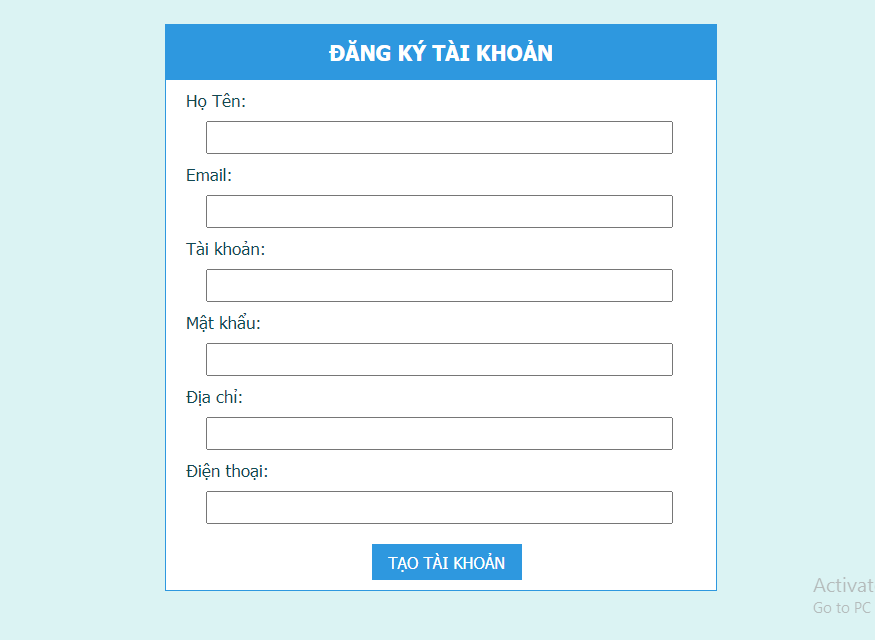 ĐĂNG KÝ TÀI KHOẢN
Họ Tên:
Email:
Tài khoản:
Mật khẩu:
Địa chỉ:
Điện thoại:
TẠO TÀI KHOẢN
Activat
Go to PC